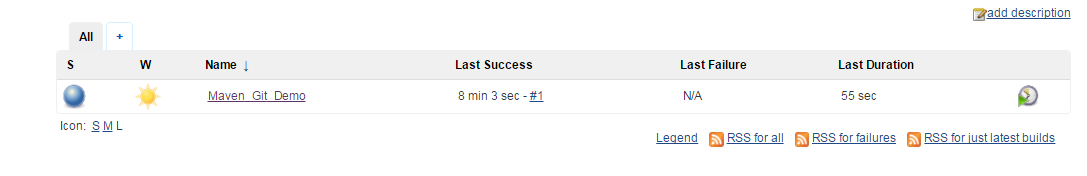 add description
All +
S W Name ↓ Last Success Last Failure Last Duration
Maven_Git_Demo 8 min 3 sec - #1 N/A 55 sec
Icon: S M L
Legend RSS for all RSS for failures RSS for just latest builds